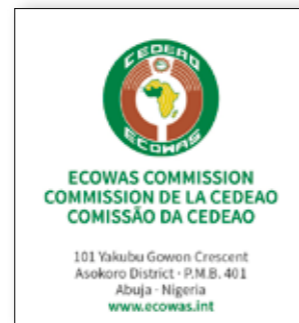 CEDEAO
ECOWAS
ECOWAS COMMISSION
COMMISSION DE LA CEDEAO
COMISSÃO DA CEDEAO
101 Yakubu Gowon Crescent
Asokoro District - P.M.B. 401
Abuja - Nigeria
www.ecowas.int